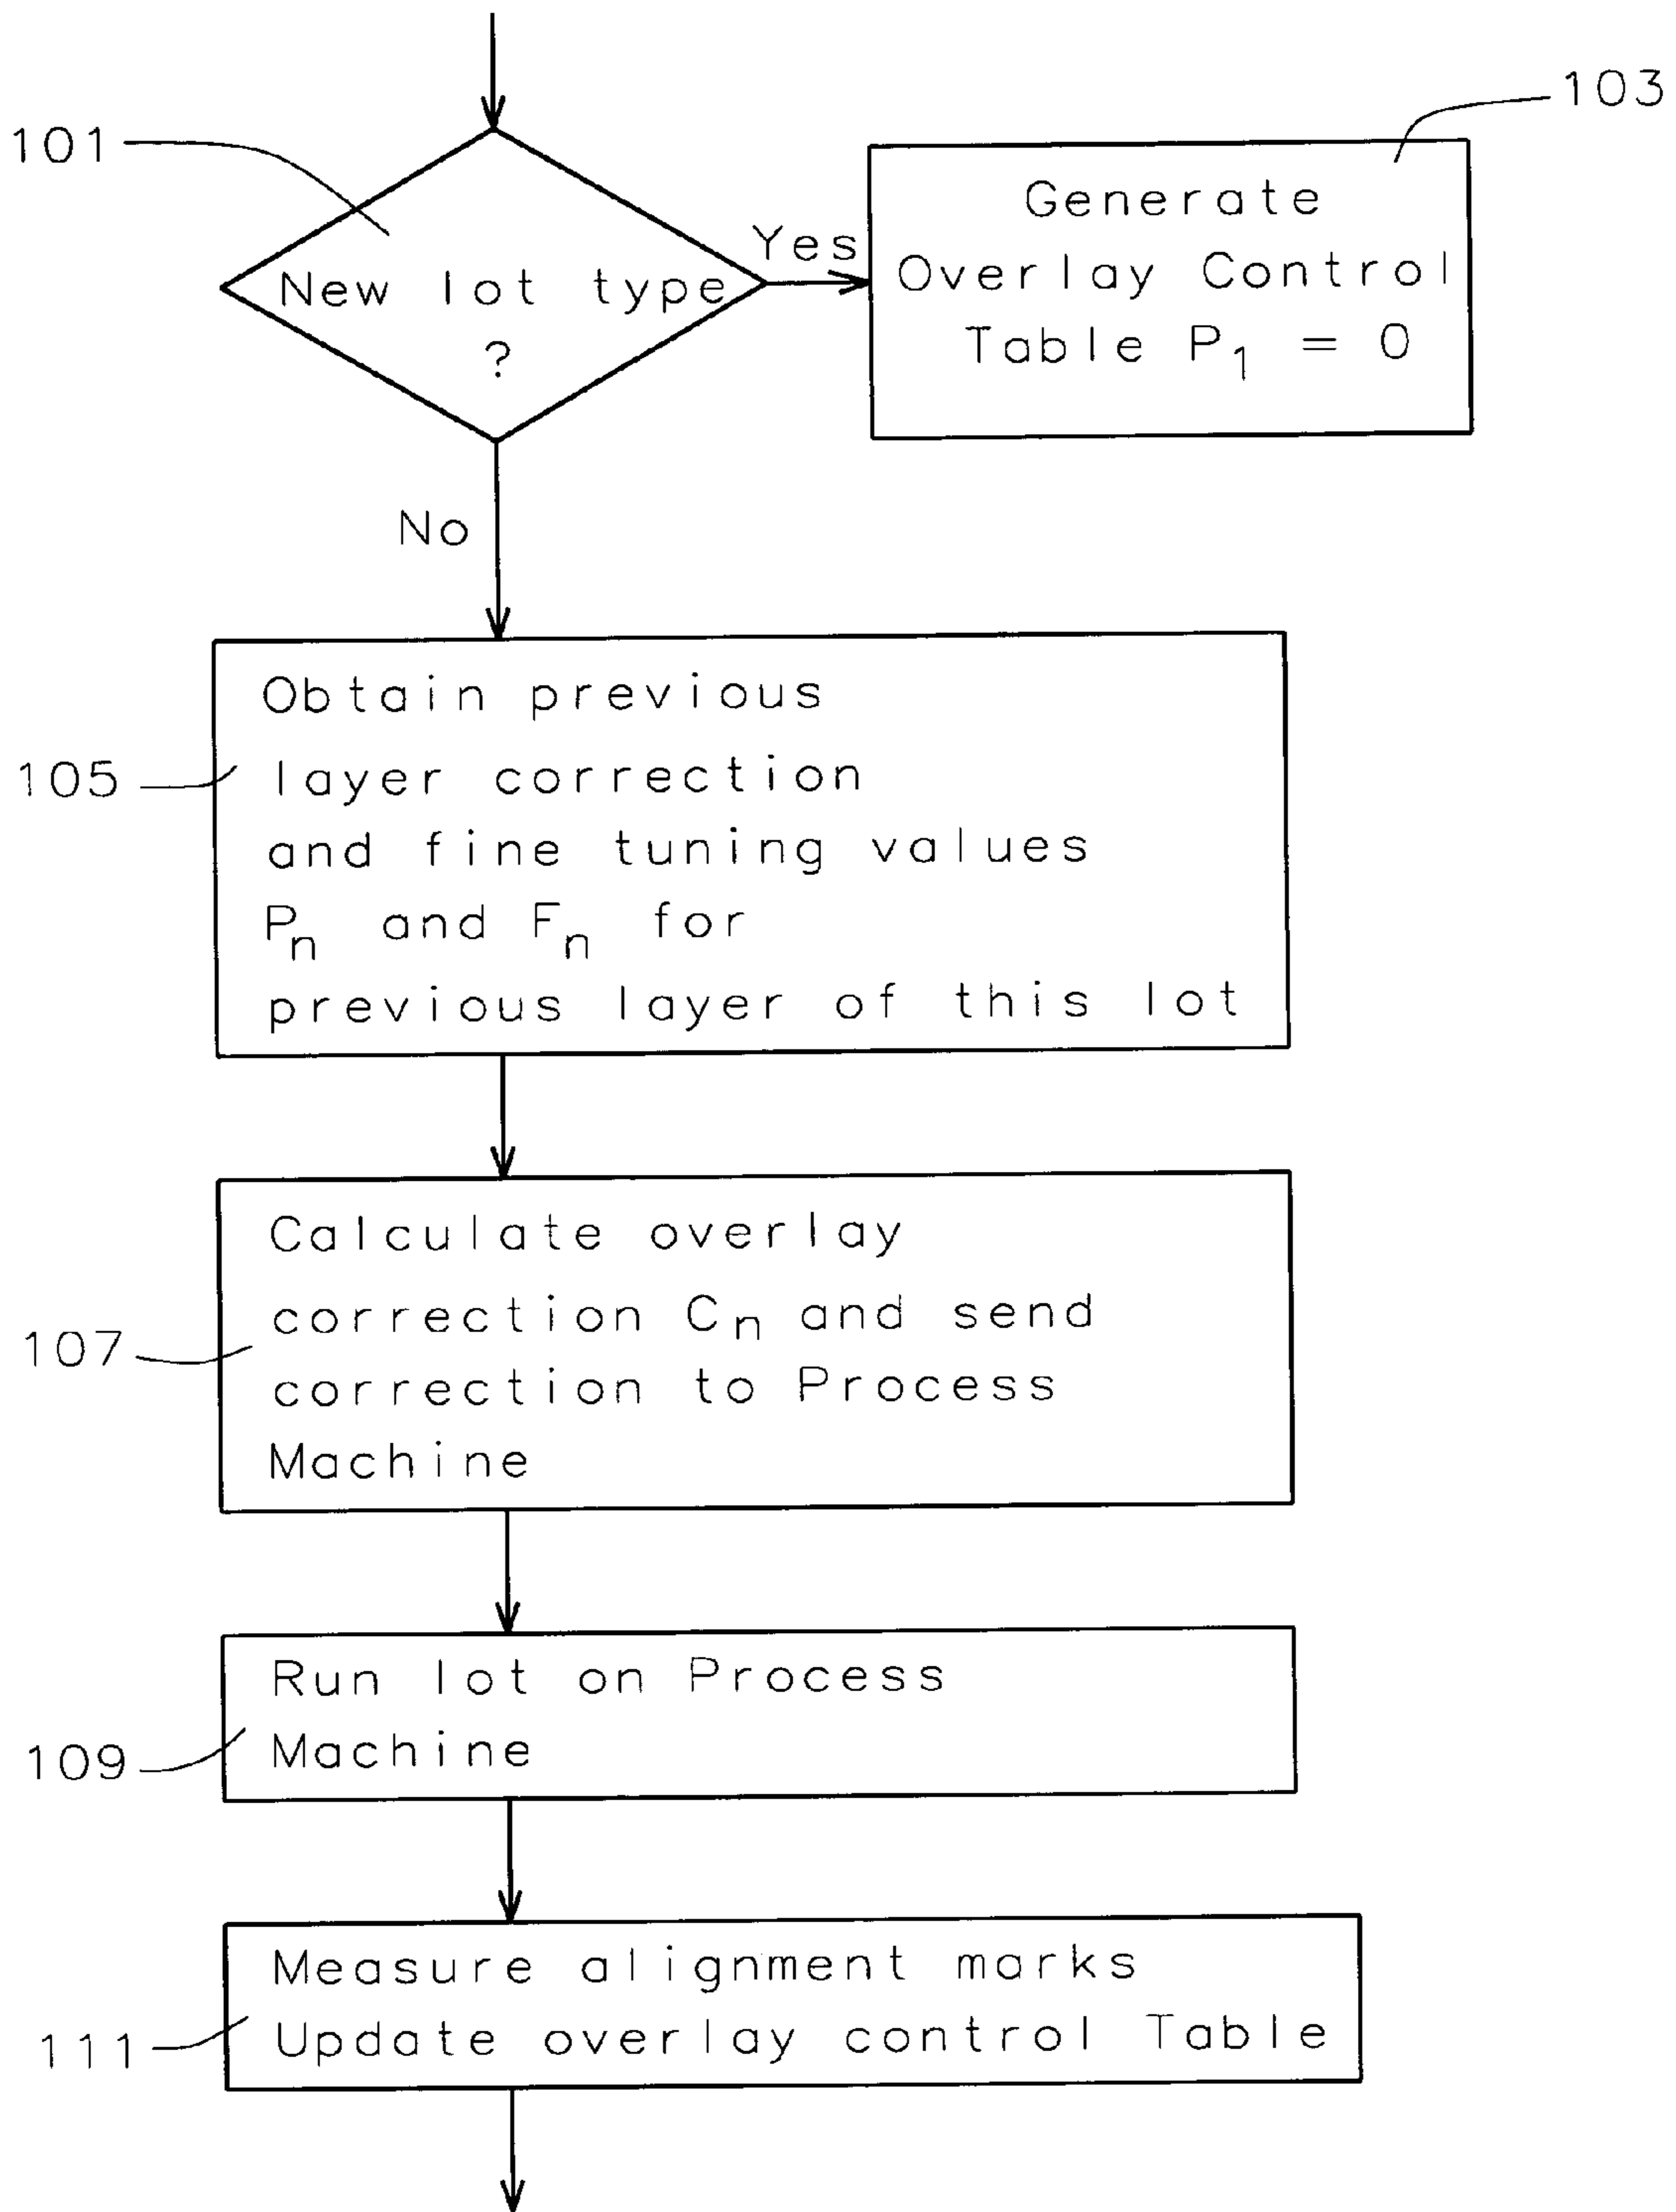 103
101
Generate
Yes
Overlay Control
New lot type
Table P₁ = 0
?
No
Obtain previous
105
layer correction
and fine tuning values
Pₙ and Fₙ for
previous layer of this lot
Calculate overlay
correction Cₙ and send
107
correction to Process
Machine
Run lot on Process
109
Machine
Measure alignment marks
111
Update overlay control Table